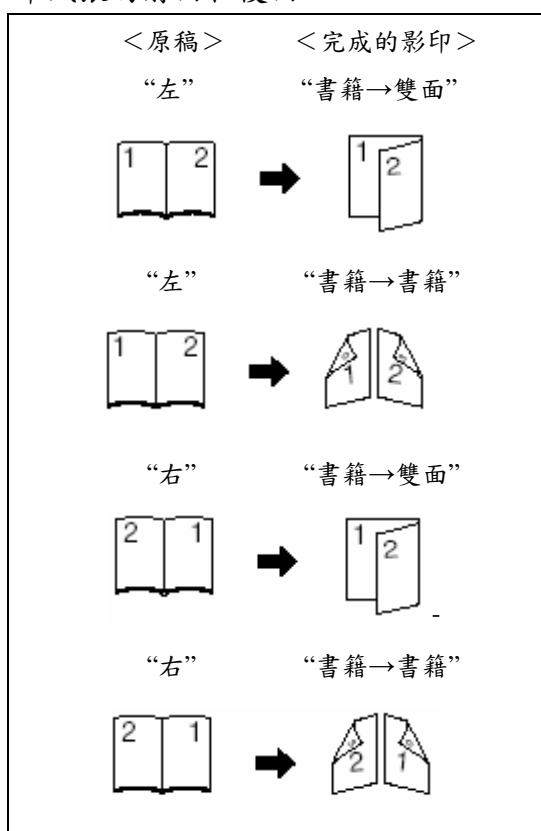 ＜原稿＞ ＜完成的影印＞
“左” “書籍→雙面”
1 2 1 2
“左” “書籍→書籍”
1 2 1 2
“右” “書籍→雙面”
2 1 1 2
“右” “書籍→書籍”
2 1 2 1